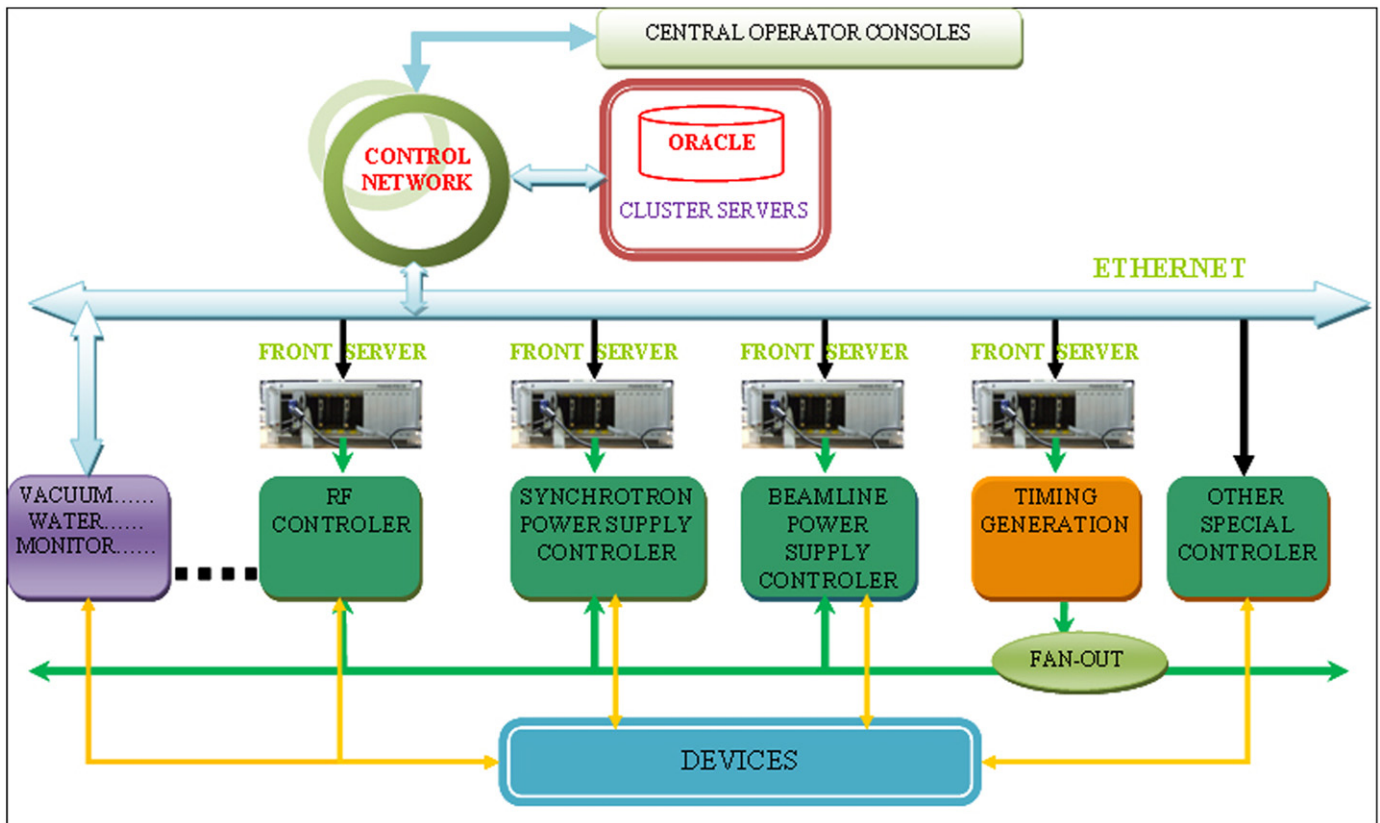 CENTRAL OPERATOR CONSOLES
CONTROL
NETWORK
ORACLE
CLUSTER SERVERS
ETHERNET
FRONT SERVER
FRONT SERVER
FRONT SERVER
FRONT SERVER
VACUUM......
WATER......
MONITOR......
RF
CONTROLER
SYNCHROTRON
POWER SUPPLY
CONTROLER
BEAMLINE
POWER
SUPPLY
CONTROLER
TIMING
GENERATION
OTHER
SPECIAL
CONTROLER
FAN-OUT
DEVICES